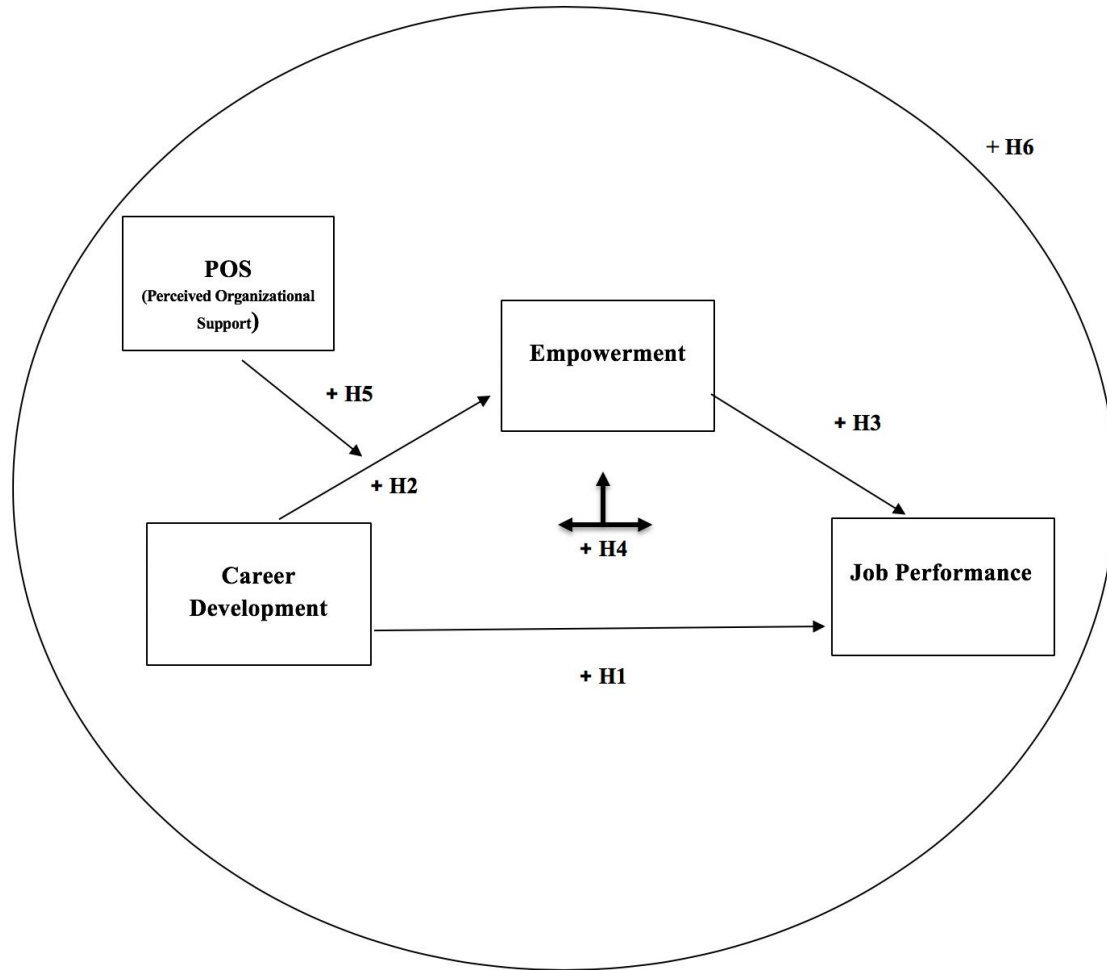 + H6
POS
(Perceived Organizational
Support)
+ H5
Empowerment
+ H3
+ H2
+ H4
Career
Development
Job Performance
+ H1